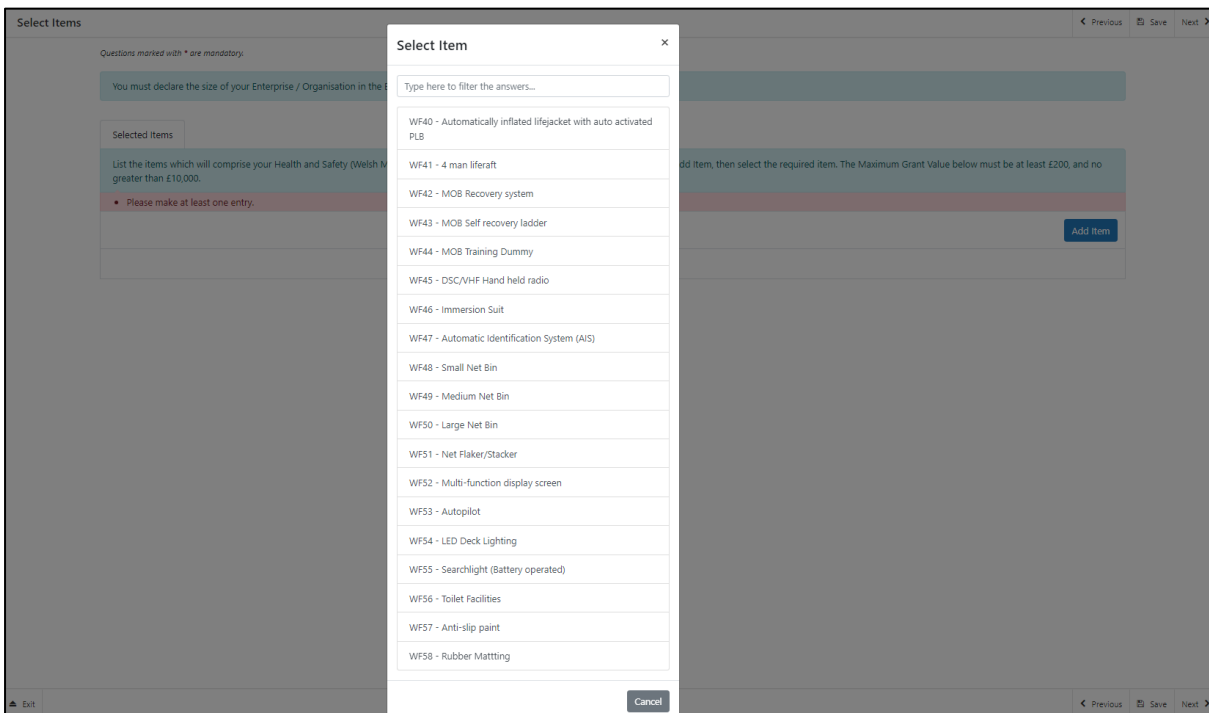 Select Items
Previous Save Next
Questions marked with * are mandatory.
You must declare the size of your Enterprise / Organisation in the
Selected Items
List the items which will comprise your Health and Safety (Welsh
dd Item, then select the required item. The Maximum Grant Value below must be at least £200, and no
greater than £10,000.
• Please make at least one entry.
Add Item
Select Item ×
Type here to filter the answers...
WF40 - Automatically inflated lifejacket with auto activated
PLB
WF41 - 4 man liferaft
WF42 - MOB Recovery system
WF43 - MOB Self recovery ladder
WF44 - MOB Training Dummy
WF45 - DSC/VHF Hand held radio
WF46 - Immersion Suit
WF47 - Automatic Identification System (AIS)
WF48 - Small Net Bin
WF49 - Medium Net Bin
WF50 - Large Net Bin
WF51 - Net Flaker/Stacker
WF52 - Multi-function display screen
WF53 - Autopilot
WF54 - LED Deck Lighting
WF55 - Searchlight (Battery operated)
WF56 - Toilet Facilities
WF57 - Anti-slip paint
WF58 - Rubber Mattting
Cancel
Exit
Previous Save Next